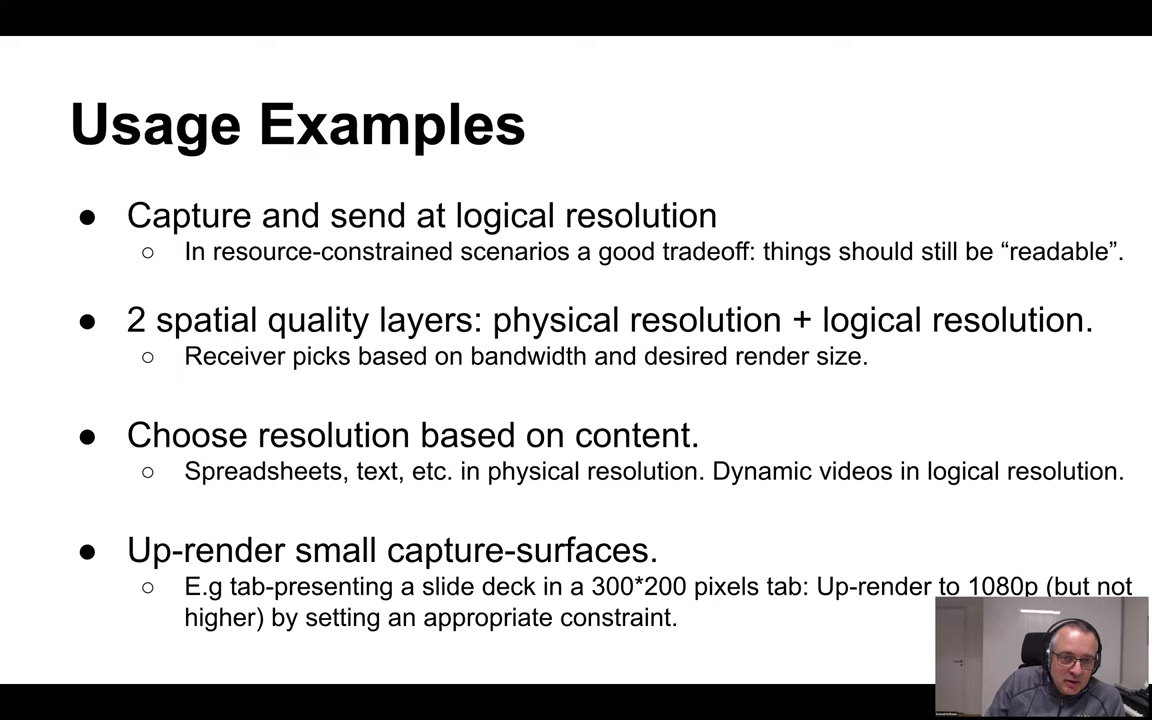 Usage Examples
● Capture and send at logical resolution
○ In resource-constrained scenarios a good tradeoff: things should still be “readable”.
● 2 spatial quality layers: physical resolution + logical resolution.
○ Receiver picks based on bandwidth and desired render size.
● Choose resolution based on content.
○ Spreadsheets, text, etc. in physical resolution. Dynamic videos in logical resolution.
● Up-render small capture-surfaces.
○ E.g tab-presenting a slide deck in a 300*200 pixels tab: Up-render to 1080p (but not
higher) by setting an appropriate constraint.